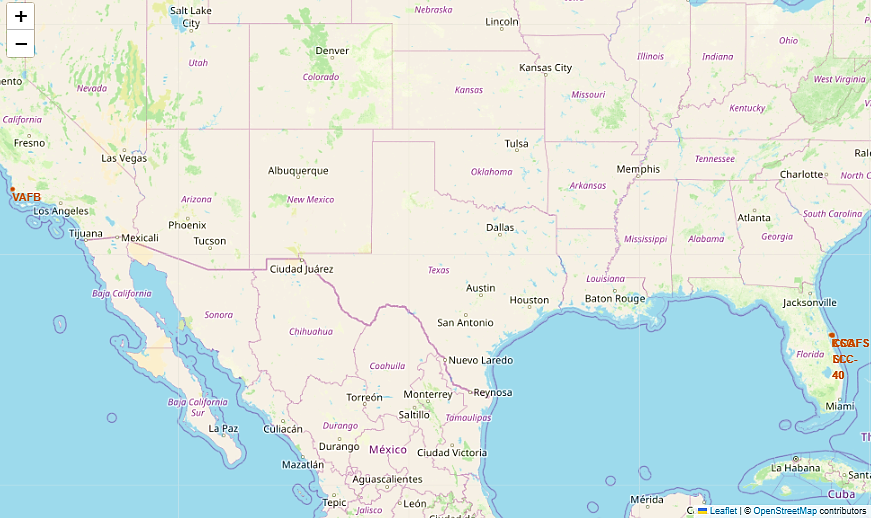 +
−
Salt Lake
City
Nebraska
Lincoln
Iowa
Ohio
Illinois
Indiana
Denver
Utah
Nevada
Colorado
Kansas City
Kansas
Missouri
West Virginia
Kentucky
California
Fresno
Las Vegas
Tulsa
Tennessee
Albuquerque
Oklahoma
Memphis
Charlotte
VAFB
Los Angeles
Arizona
New Mexico
Arkansas
South Carolina
Phoenix
Atlanta
Tijuana
Mexicali
Tucson
Dallas
Mississippi
Alabama
Georgia
Ciudad Juárez
Texas
Louisiana
Baja California
Austin
Houston
Baton Rouge
Jacksonville
Sonora
San Antonio
Chihuahua
Florida
40
Coahuila
Nuevo Laredo
Torreón
Monterrey
Reynosa
Miami
Baja California
Sur
Saltillo
Tamaulipas
La Paz
Culiacán
Durango
Durango
México
Ciudad Victoria
Mazatlán
La Habana
Aguascalientes
Cuba
Tepic
León
Jalisco
Mérida
Leaflet | © OpenStreetMap contributors